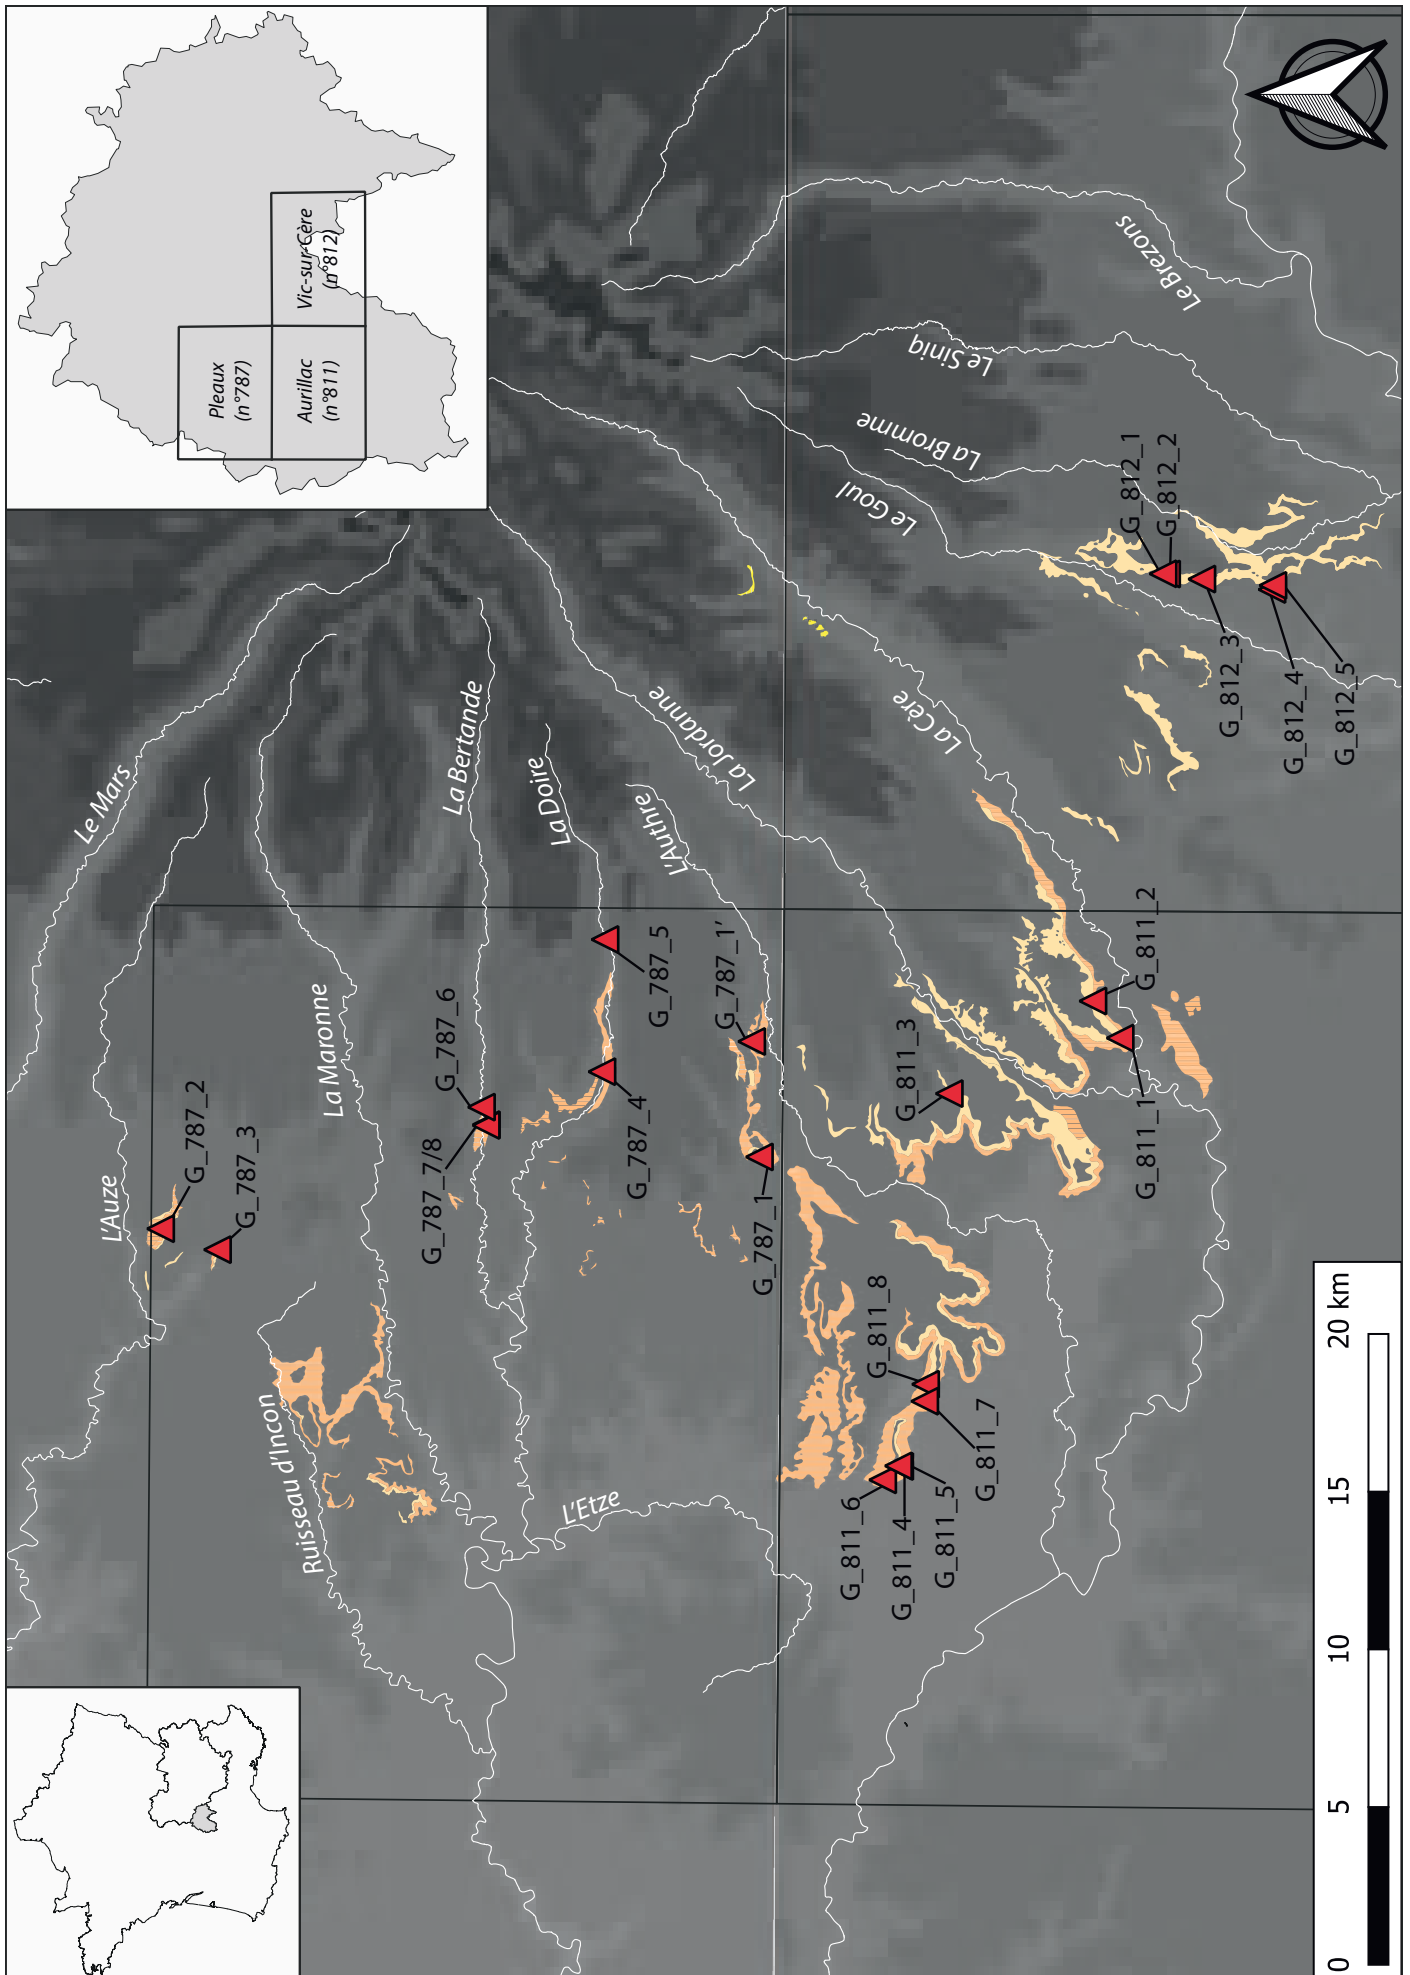 Pleaux
(n°787)
Aurillac
(n°811)
Vic-sur-Cère
(n°812)
Le Mars
L'Auze
La Maronne
Ruisseau d'Incon
La Bertande
La Doire
L'Authre
La Jordanne
La Cère
Le Goul
La Bromme
Le Siniq
Le Brezons
L'Etze
G_787_2
G_787_3
G_787_6
G_787_7/8
G_787_5
G_787_4
G_787_1'
G_787_1
G_811_3
G_811_2
G_811_1
G_811_8
G_811_7
G_811_6
G_811_4
G_811_5
G_812_1
G_812_2
G_812_3
G_812_4
G_812_5
0 5 10 15 20 km